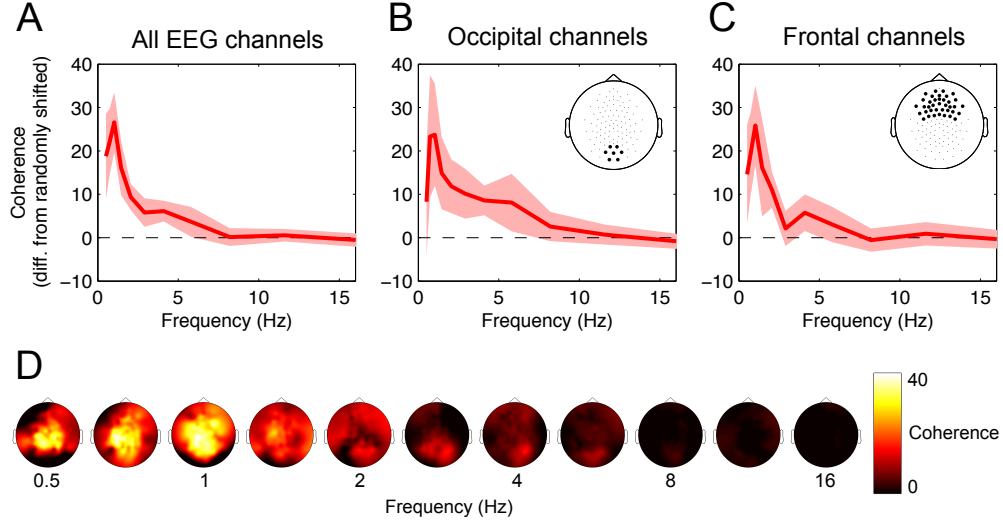 A
All EEG channels
B
Occipital channels
C
Frontal channels
Coherence
(diff. from randomly shifted)
40
30
20
10
0
−10
0
5
10
15
Frequency (Hz)
40
30
20
10
0
−10
0
5
10
15
Frequency (Hz)
40
30
20
10
0
−10
0
5
10
15
Frequency (Hz)
D
0.5
1
2
4
8
16
Frequency (Hz)
40
Coherence
0